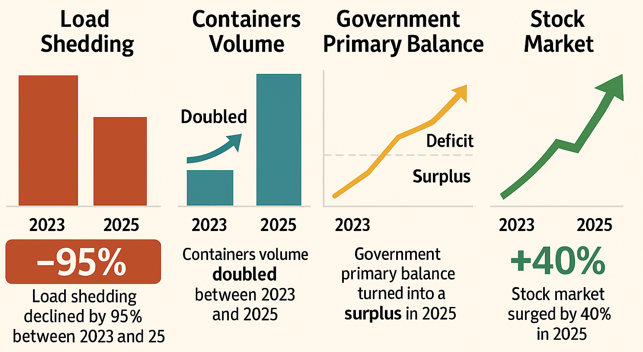 Load
Shedding
2023 2025
−95%
Load shedding
declined by 95%
between 2023 and 25
Containers
Volume
Doubled
2023 2025
Containers volume
doubled
between 2023
and 2025
Government
Primary Balance
Deficit
Surplus
2023
Government
primary balance
turned into a
surplus in 2025
Stock
Market
2023 2025
+40%
Stock market
surged by 40%
in 2025